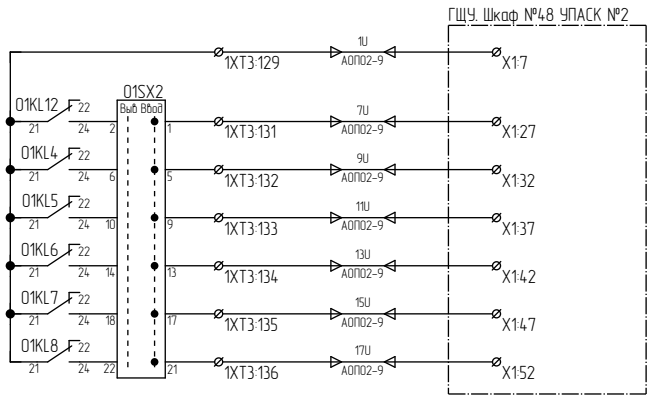 ГЩУ. Шкаф №48 УПАСК №2
1U
1XT3:129
АОП02-9
X1:7
01SX2
Выв Ввод
01KL12 22
21 24 2 1
7U
1XT3:131
АОП02-9
X1:27
01KL4 22
21 24 6 5
9U
1XT3:132
АОП02-9
X1:32
01KL5 22
21 24 10 9
11U
1XT3:133
АОП02-9
X1:37
01KL6 22
21 24 14 13
13U
1XT3:134
АОП02-9
X1:42
01KL7 22
21 24 18 17
15U
1XT3:135
АОП02-9
X1:47
01KL8 22
21 24 22 21
17U
1XT3:136
АОП02-9
X1:52